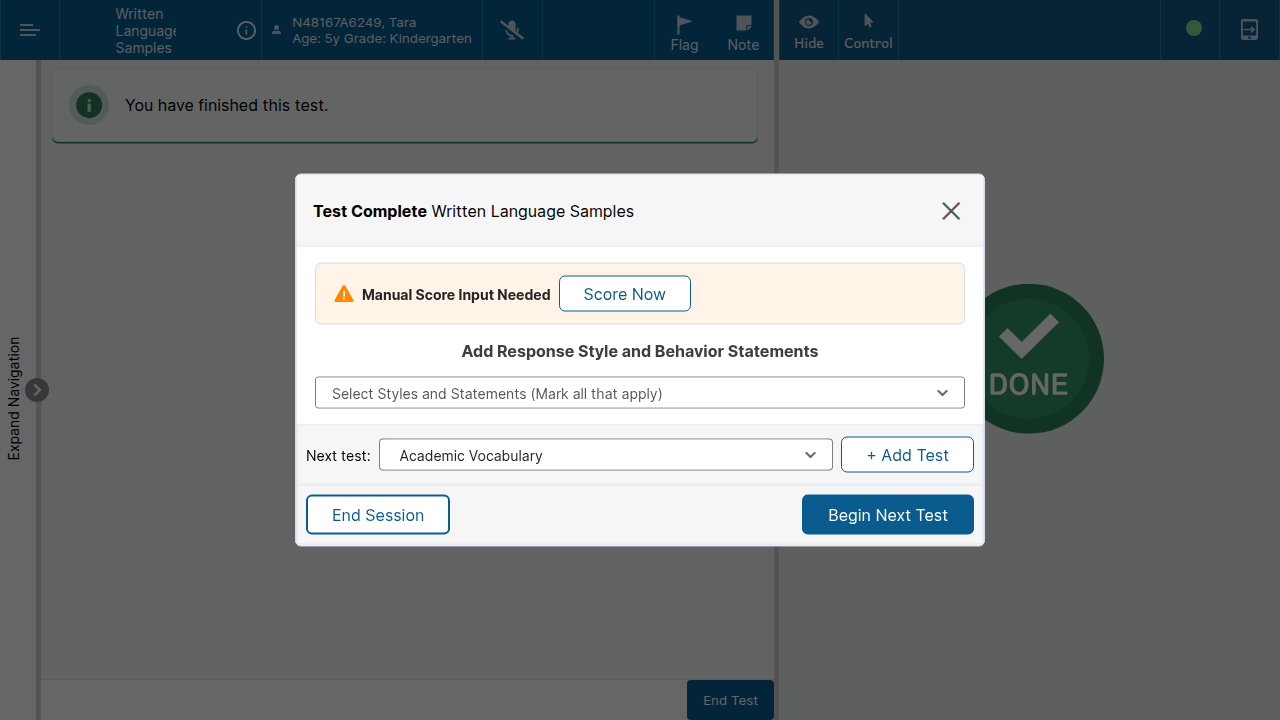 Written
Language
Samples
N48167A6249, Tara
Age: 5y Grade: Kindergarten
Flag
Note
Hide
Control
You have finished this test.
Expand Navigation
Test Complete Written Language Samples
Manual Score Input Needed
Score Now
Add Response Style and Behavior Statements
Select Styles and Statements (Mark all that apply)
DONE
Next test:
Academic Vocabulary
+ Add Test
End Session
Begin Next Test
End Test